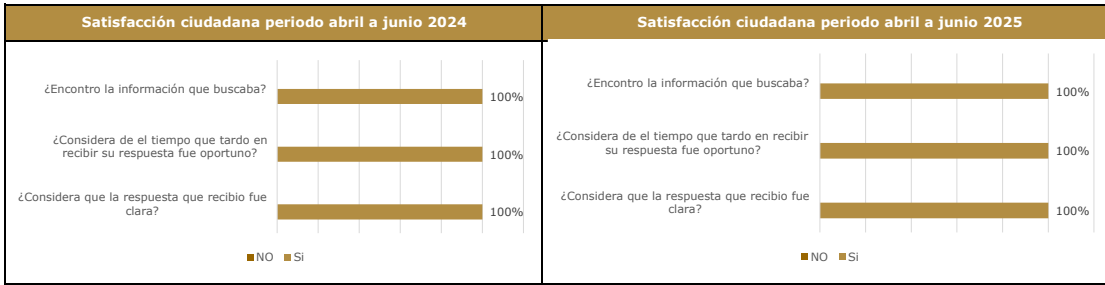 Satisfacción ciudadana periodo abril a junio 2024
¿Encontro la información que buscaba?
100%
¿Considera de el tiempo que tardo en
recibir su respuesta fue oportuno?
100%
¿Considera que la respuesta que recibio fue
clara?
100%
NO Si
Satisfacción ciudadana periodo abril a junio 2025
¿Encontro la información que buscaba?
100%
¿Considera de el tiempo que tardo en recibir
su respuesta fue oportuno?
100%
¿Considera que la respuesta que recibio fue
clara?
100%
NO Si